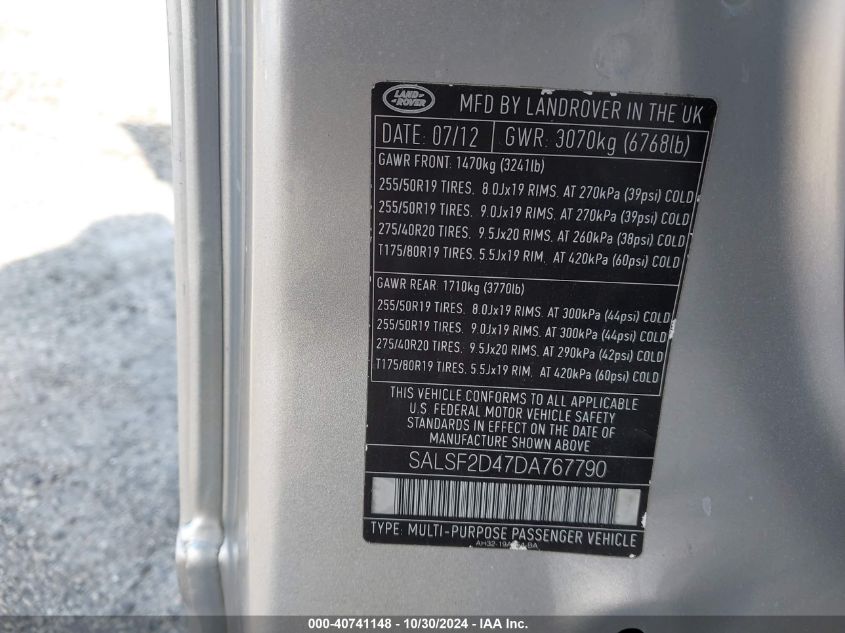 LAND ROVER
MFD BY LANDROVER IN THE UK
DATE: 07/12 GWR: 3070kg (6768lb)
GAWR FRONT: 1470kg (3241lb)
255/50R19 TIRES. 8.0Jx19 RIMS. AT 270kPa (39psi) COLD
255/50R19 TIRES. 9.0Jx19 RIMS. AT 270kPa (39psi) COLD
275/40R20 TIRES. 9.5Jx20 RIMS. AT 260kPa (38psi) COLD
T175/80R19 TIRES. 5.5Jx19 RIM. AT 420kPa (60psi) COLD
GAWR REAR: 1710kg (3770lb)
255/50R19 TIRES. 8.0Jx19 RIMS. AT 300kPa (44psi) COLD
255/50R19 TIRES. 9.0Jx19 RIMS. AT 300kPa (44psi) COLD
275/40R20 TIRES. 9.5Jx20 RIMS. AT 290kPa (42psi) COLD
T175/80R19 TIRES. 5.5Jx19 RIM. AT 420kPa (60psi) COLD
THIS VEHICLE CONFORMS TO ALL APPLICABLE
U.S. FEDERAL MOTOR VEHICLE SAFETY
STANDARDS IN EFFECT ON THE DATE OF
MANUFACTURE SHOWN ABOVE
SALSF2D47DA767790
TYPE: MULTI-PURPOSE PASSENGER VEHICLE
000-40741148 - 10/30/2024 - IAA Inc.